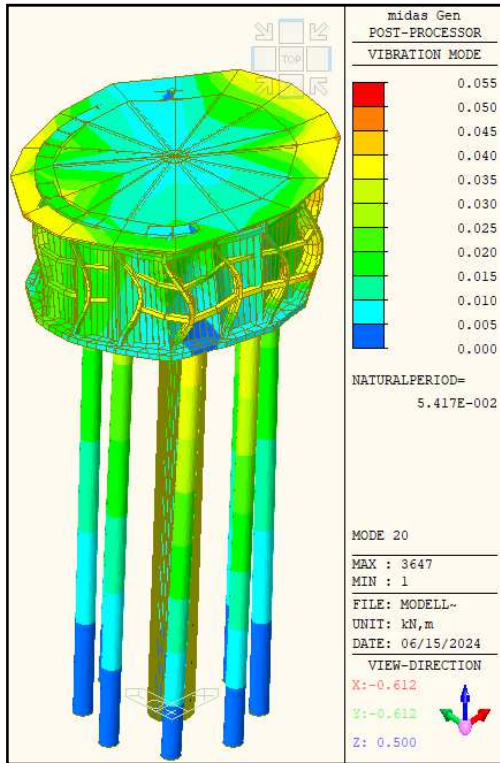 midas Gen
POST-PROCESSOR
VIBRATION MODE
0.055
0.050
0.045
0.040
0.035
0.030
0.025
0.020
0.015
0.010
0.005
0.000
NATURALPERIOD=
5.417E-002
MODE 20
MAX : 3647
MIN : 1
FILE: MODELL~
UNIT: kN,m
DATE: 06/15/2024
VIEW-DIRECTION
X:-0.612
Y:-0.612
Z: 0.500
TOP